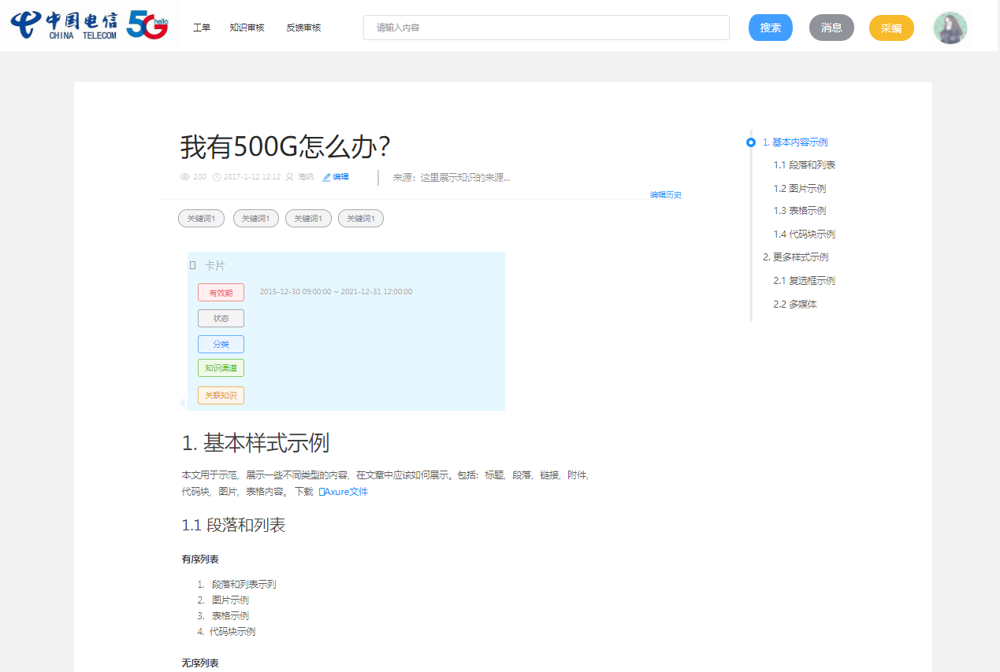 中国电信 5G hello
CHINA TELECOM
工单 知识审核 反馈审核 请输入内容 搜索 消息 采编
我有500G怎么办?
200 2017-1-12 12:12 海纳 编辑 来源：这里展示知识的来源...
编辑历史
关键词1 关键词1 关键词1 关键词1
卡片
有效期 2015-12-30 09:00:00 ~ 2021-12-31 12:00:00
状态
分类
知识渠道
关联知识
1. 基本样式示例
本文用于示范，展示一些不同类型的内容，在文章中应该如何展示。包括：标题，段落，链接，附件，
代码块，图片，表格内容。 下载 Axure文件
1.1 段落和列表
有序列表
1. 段落和列表示列
2. 图片示例
3. 表格示例
4. 代码块示例
无序列表
1. 基本内容示例
1.1 段落和列表
1.2 图片示例
1.3 表格示例
1.4 代码块示例
2. 更多样式示例
2.1 复选框示例
2.2 多媒体